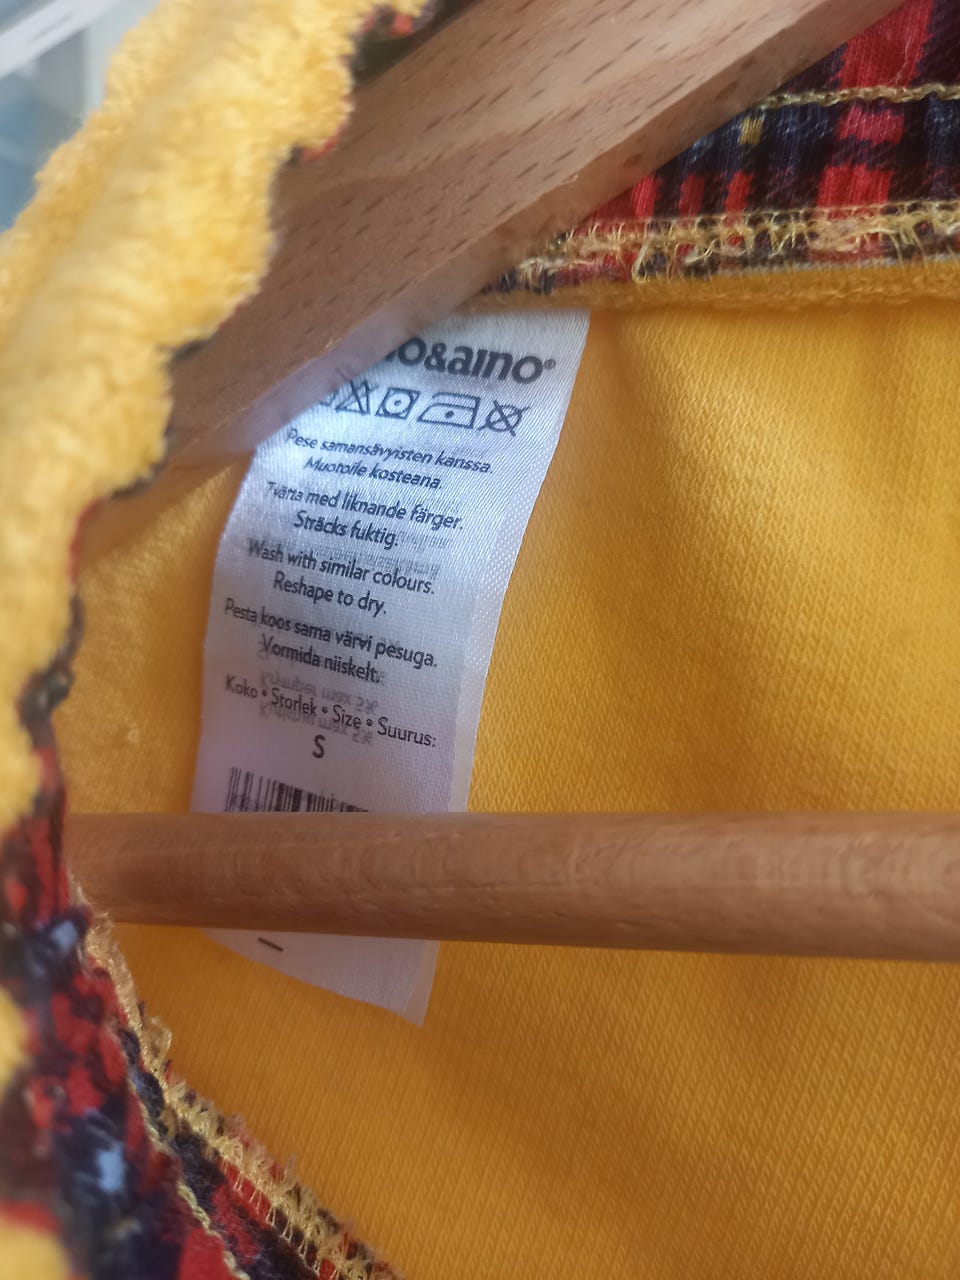 o&aino®
Pese samansävyisten kanssa.
Muotoile kosteana.
Tvätta med liknande färger.
Sträcks fuktig.
Wash with similar colours.
Reshape to dry.
Pesta koos sama värvi pesuga.
Vormida niiskelt.
Koko • Storlek • Size • Suurus:
S